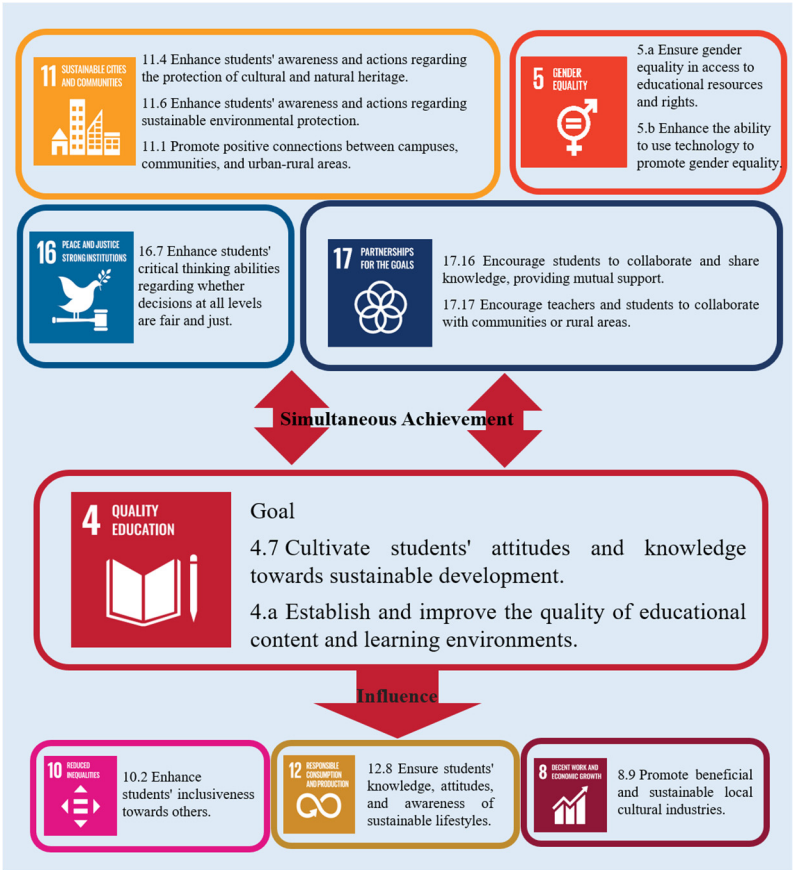 11 SUSTAINABLE CITIES
AND COMMUNITIES
11.4 Enhance students' awareness and actions regarding
the protection of cultural and natural heritage.
11.6 Enhance students' awareness and actions regarding
sustainable environmental protection.
11.1 Promote positive connections between campuses,
communities, and urban-rural areas.
5 GENDER
EQUALITY
5.a Ensure gender
equality in access to
educational resources
and rights.
5.b Enhance the ability
to use technology to
promote gender equality.
16 PEACE AND JUSTICE
STRONG INSTITUTIONS
16.7 Enhance students'
critical thinking abilities
regarding whether
decisions at all levels
are fair and just.
17 PARTNERSHIPS
FOR THE GOALS
17.16 Encourage students to collaborate and share
knowledge, providing mutual support.
17.17 Encourage teachers and students to collaborate
with communities or rural areas.
Simultaneous Achievement
4 QUALITY
EDUCATION
Goal
4.7 Cultivate students' attitudes and knowledge
towards sustainable development.
4.a Establish and improve the quality of educational
content and learning environments.
Influence
10 REDUCED
INEQUALITIES
10.2 Enhance
students' inclusiveness
towards others.
12 RESPONSIBLE
CONSUMPTION
AND PRODUCTION
12.8 Ensure students'
knowledge, attitudes,
and awareness of
sustainable lifestyles.
8 DECENT WORK AND
ECONOMIC GROWTH
8.9 Promote beneficial
and sustainable local
cultural industries.